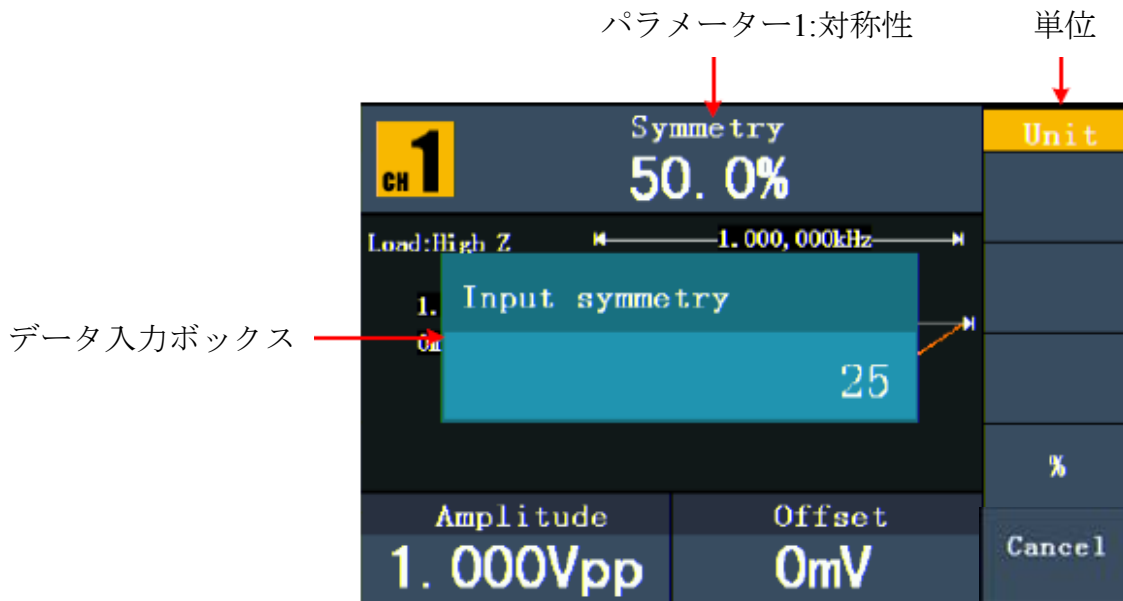 パラメーター1:対称性 単位
Symmetry
50.0%
CH 1
Unit
Load:High Z
1.000,000kHz
1.
0m
Input symmetry
25
データ入力ボックス
%
Cancel
Amplitude
1.000Vpp
Offset
0mV